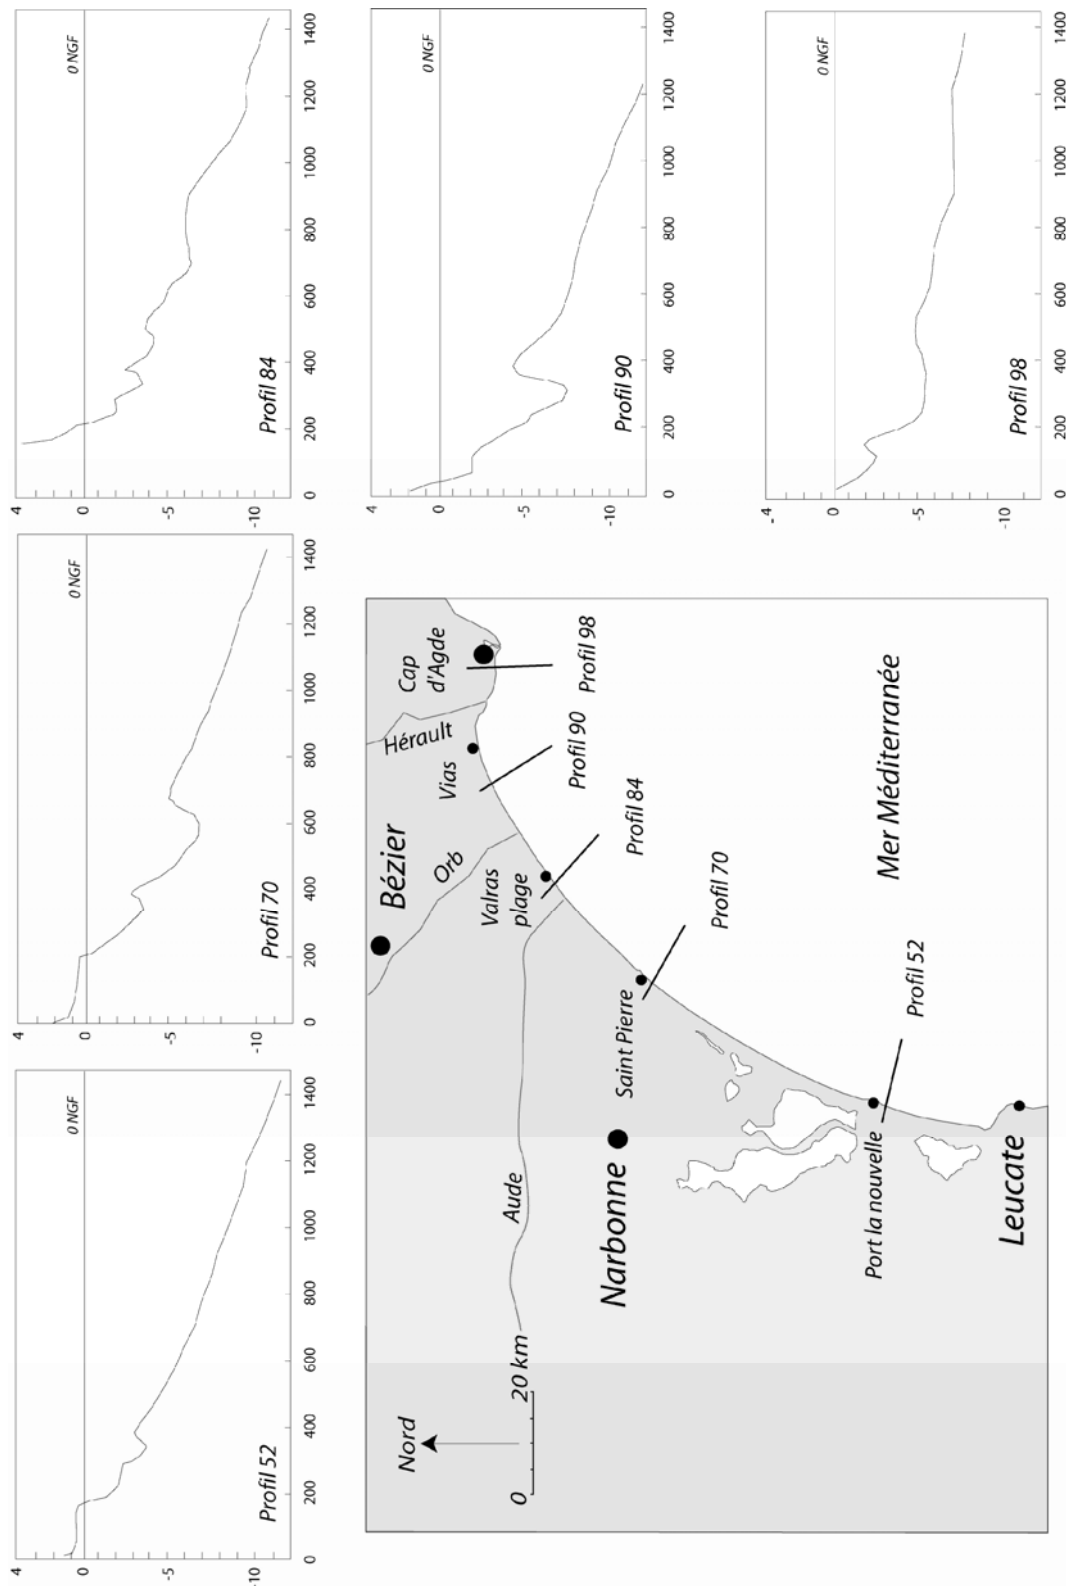 Profil 52
0 NGF
4
0
-5
-10
0
200
400
600
800
1000
1200
1400
Profil 70
0 NGF
4
0
-5
-10
0
200
400
600
800
1000
1200
1400
Profil 84
0 NGF
4
0
-5
-10
0
200
400
600
800
1000
1200
1400
Profil 90
0 NGF
4
0
-5
-10
0
200
400
600
800
1000
1200
1400
Profil 98
0 NGF
4
0
-5
-10
0
200
400
600
800
1000
1200
1400
Nord
0
20 km
Aude
Narbonne
Bézier
Orb
Hérault
Cap
d'Agde
Vias
Valras
plage
Saint Pierre
Port la nouvelle
Leucate
Profil 98
Profil 90
Profil 84
Profil 70
Profil 52
Mer Méditerranée